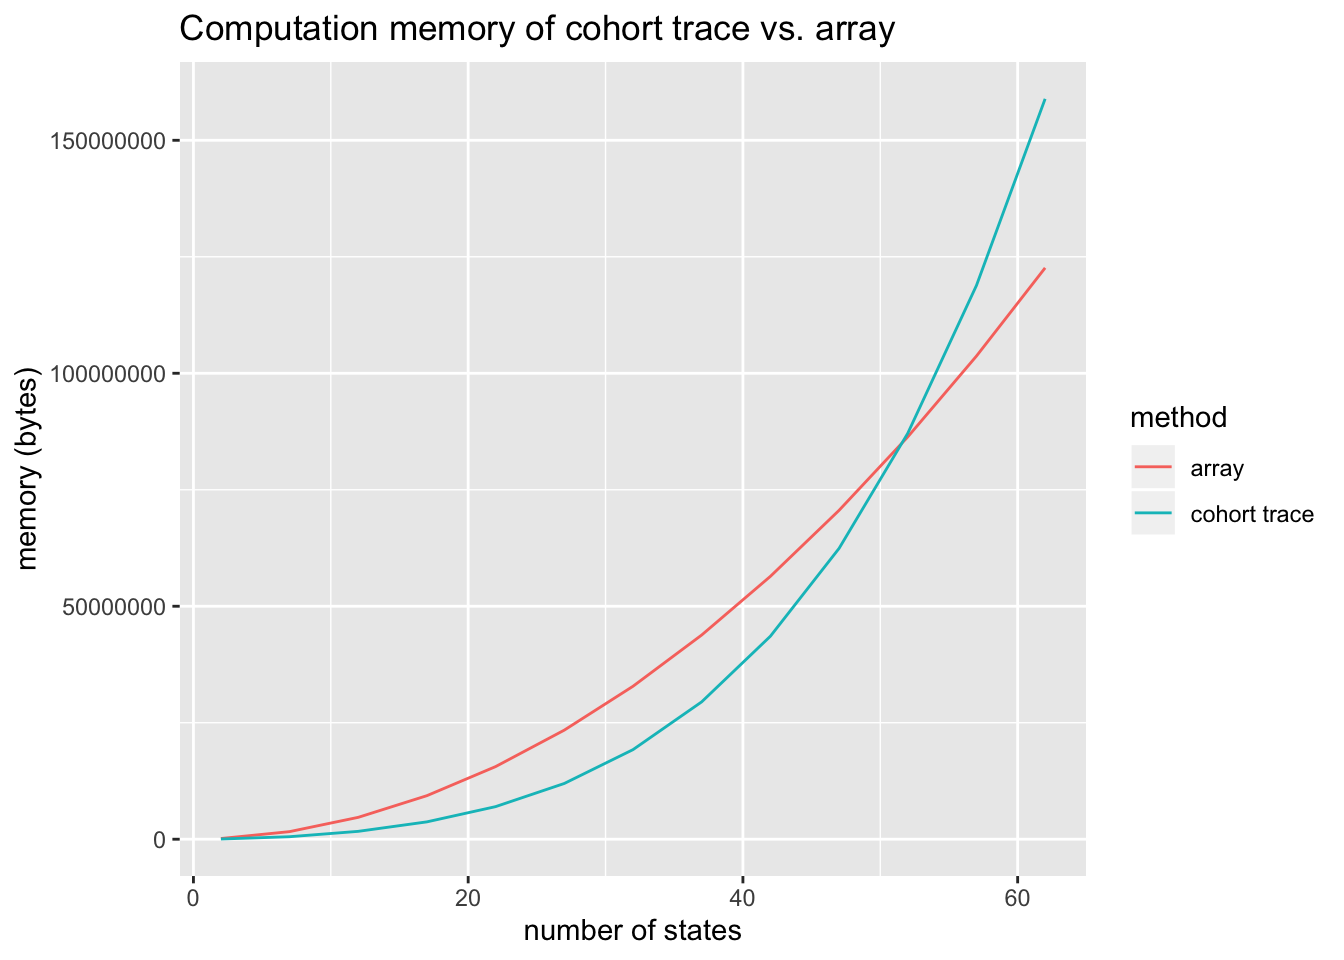 Computation memory of cohort trace vs. array
memory (bytes)
150000000
100000000
50000000
0
0 20 40 60
number of states
method
array
cohort trace